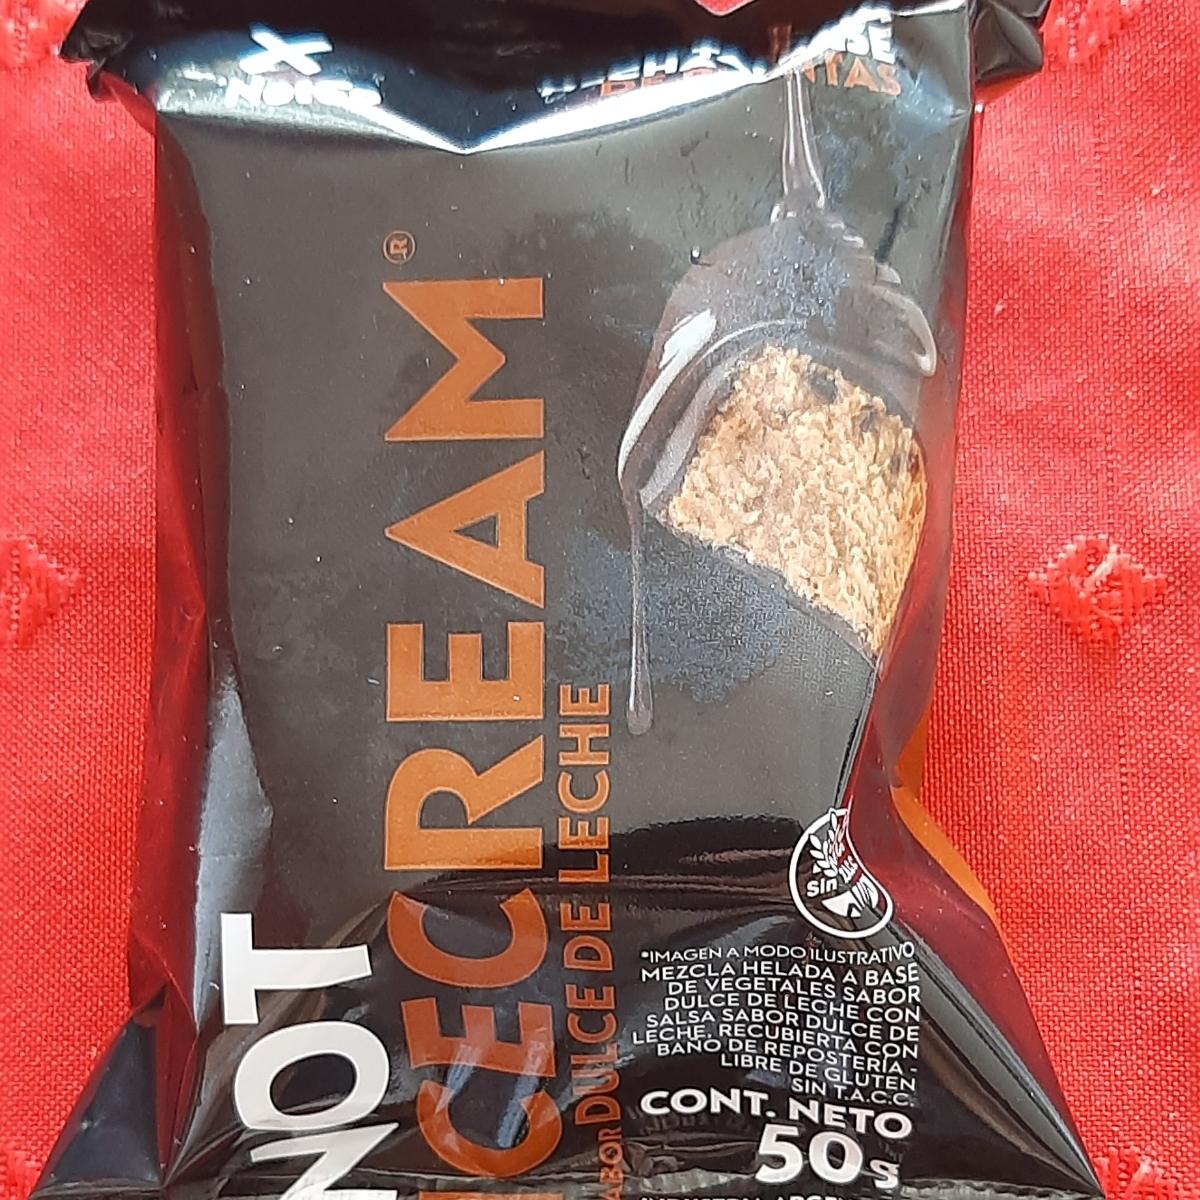 NOT
ICECREAM®
SABOR DULCE DE LECHE
Sin
*IMAGEN A MODO ILUSTRATIVO
MEZCLA HELADA A BASE
DE VEGETALES SABOR
DULCE DE LECHE CON
SALSA SABOR DULCE DE
LECHE, RECUBIERTA CON
BAÑO DE REPOSTERÍA -
LIBRE DE GLUTEN
SIN T.A.C.C.
CONT. NETO
50g